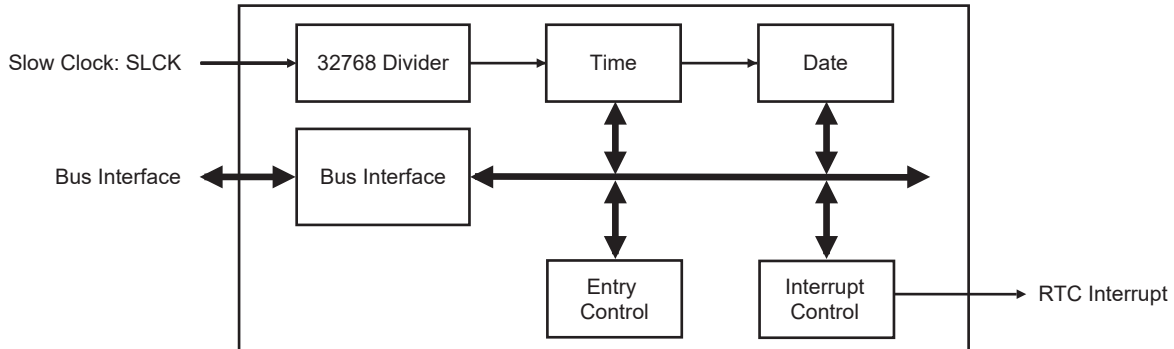 Slow Clock: SLCK
32768 Divider
Time
Date
Bus Interface
Bus Interface
Entry
Control
Interrupt
Control
RTC Interrupt